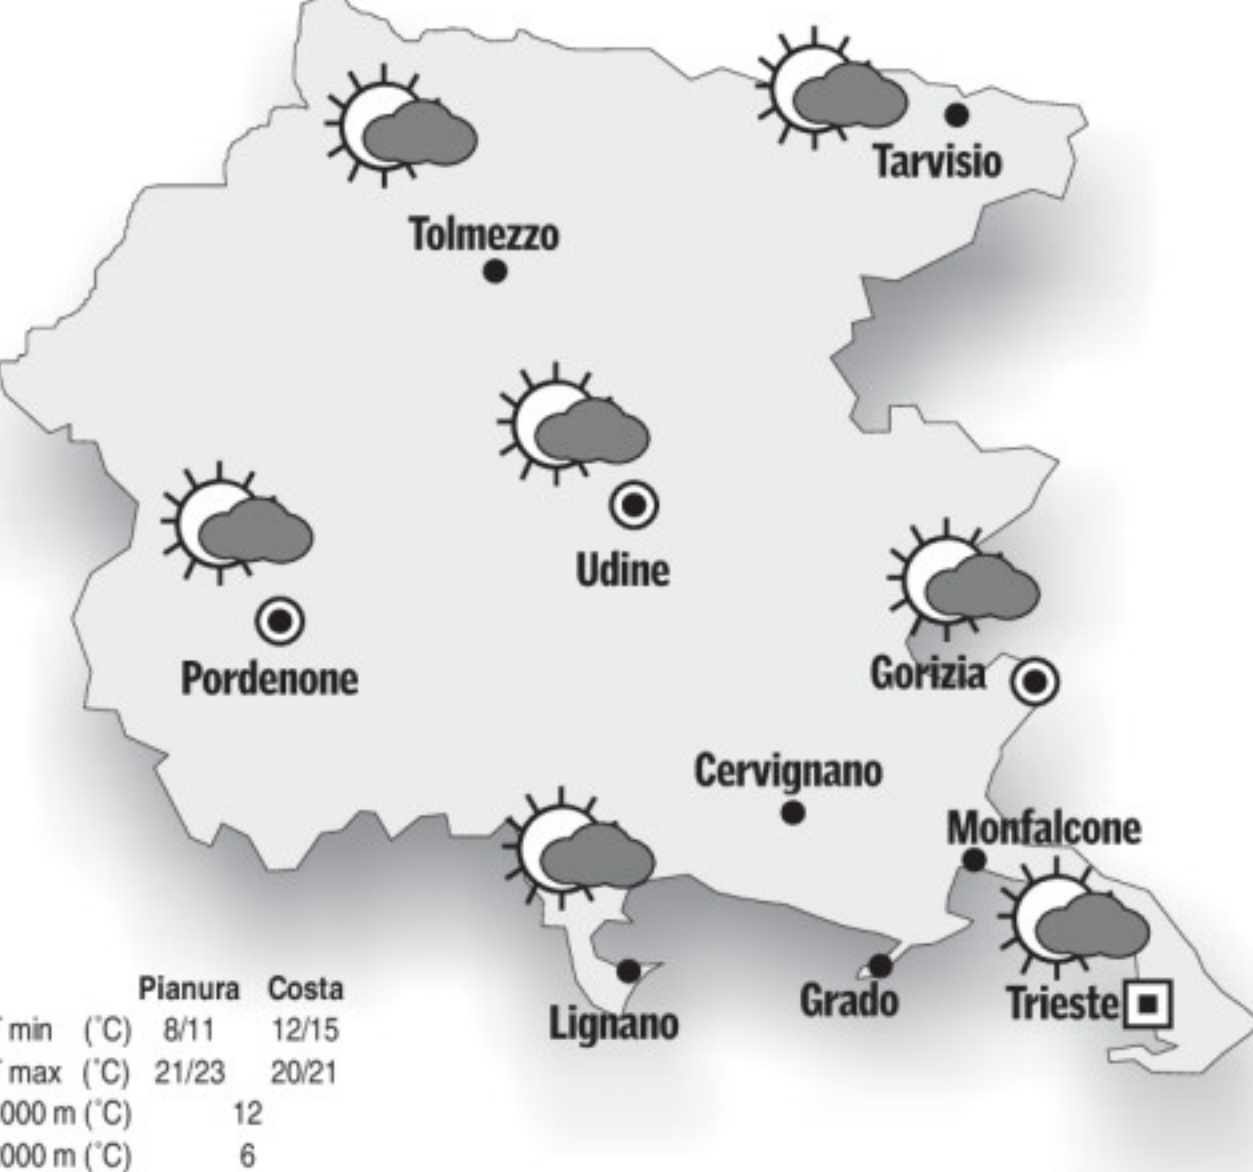 Tarvisio
Tolmezzo
Udine
Pordenone
Gorizia
Cervignano
Monfalcone
Grado
Trieste
Lignano
Pianura Costa
min (°C) 8/11 12/15
max (°C) 21/23 20/21
000 m (°C) 12
000 m (°C) 6